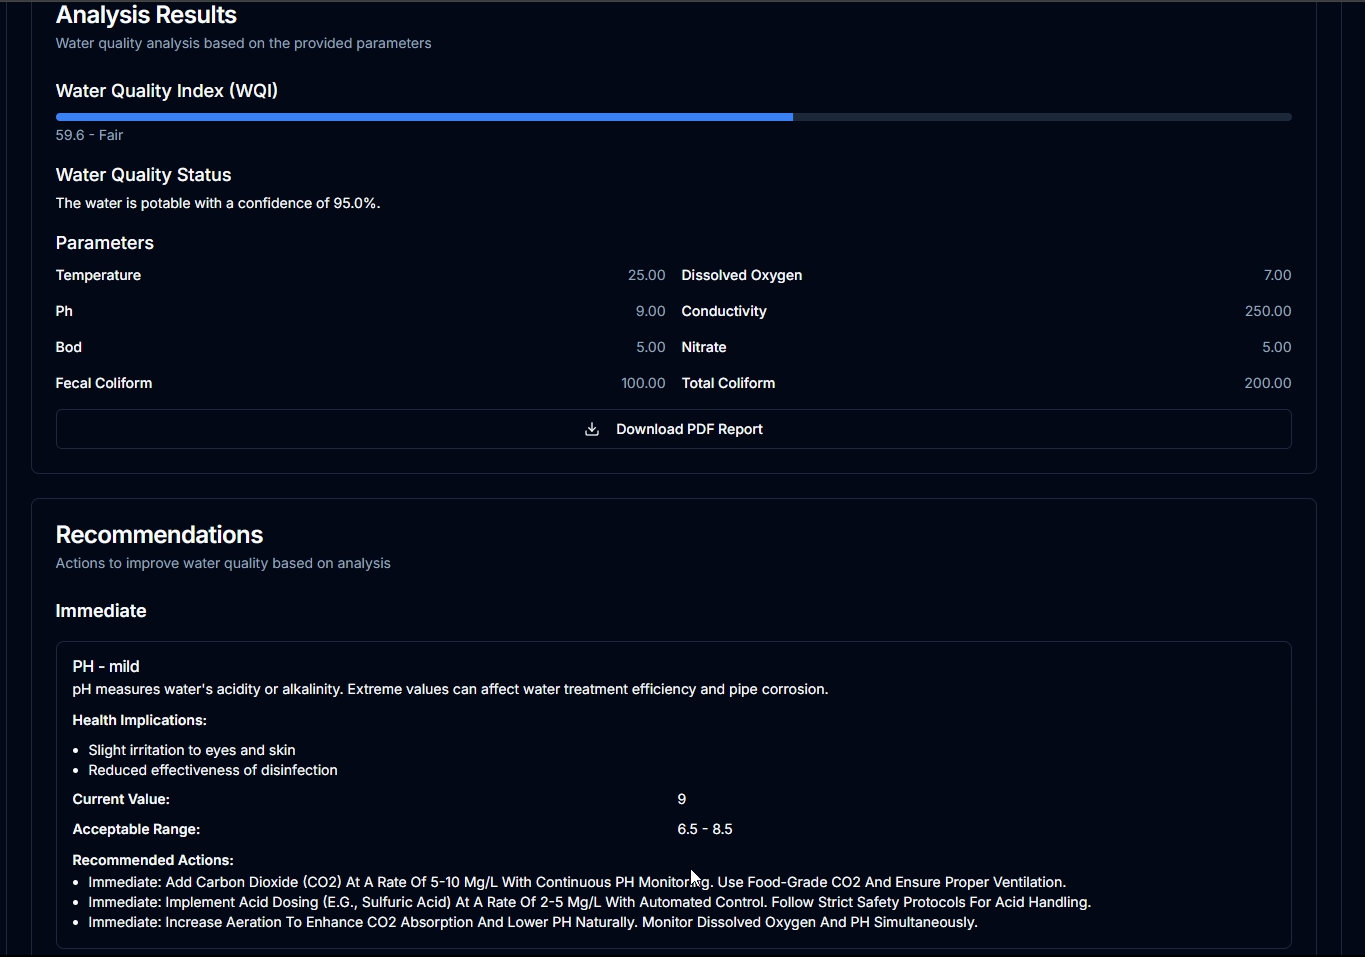 Analysis Results
Water quality analysis based on the provided parameters
Water Quality Index (WQI)
59.6 - Fair
Water Quality Status
The water is potable with a confidence of 95.0%.
Parameters
Temperature 25.00 Dissolved Oxygen 7.00
Ph 9.00 Conductivity 250.00
Bod 5.00 Nitrate 5.00
Fecal Coliform 100.00 Total Coliform 200.00
Download PDF Report
Recommendations
Actions to improve water quality based on analysis
Immediate
PH - mild
pH measures water's acidity or alkalinity. Extreme values can affect water treatment efficiency and pipe corrosion.
Health Implications:
• Slight irritation to eyes and skin
• Reduced effectiveness of disinfection
Current Value: 9
Acceptable Range: 6.5 - 8.5
Recommended Actions:
• Immediate: Add Carbon Dioxide (CO2) At A Rate Of 5-10 Mg/L With Continuous PH Monitoring. Use Food-Grade CO2 And Ensure Proper Ventilation.
• Immediate: Implement Acid Dosing (E.G., Sulfuric Acid) At A Rate Of 2-5 Mg/L With Automated Control. Follow Strict Safety Protocols For Acid Handling.
• Immediate: Increase Aeration To Enhance CO2 Absorption And Lower PH Naturally. Monitor Dissolved Oxygen And PH Simultaneously.